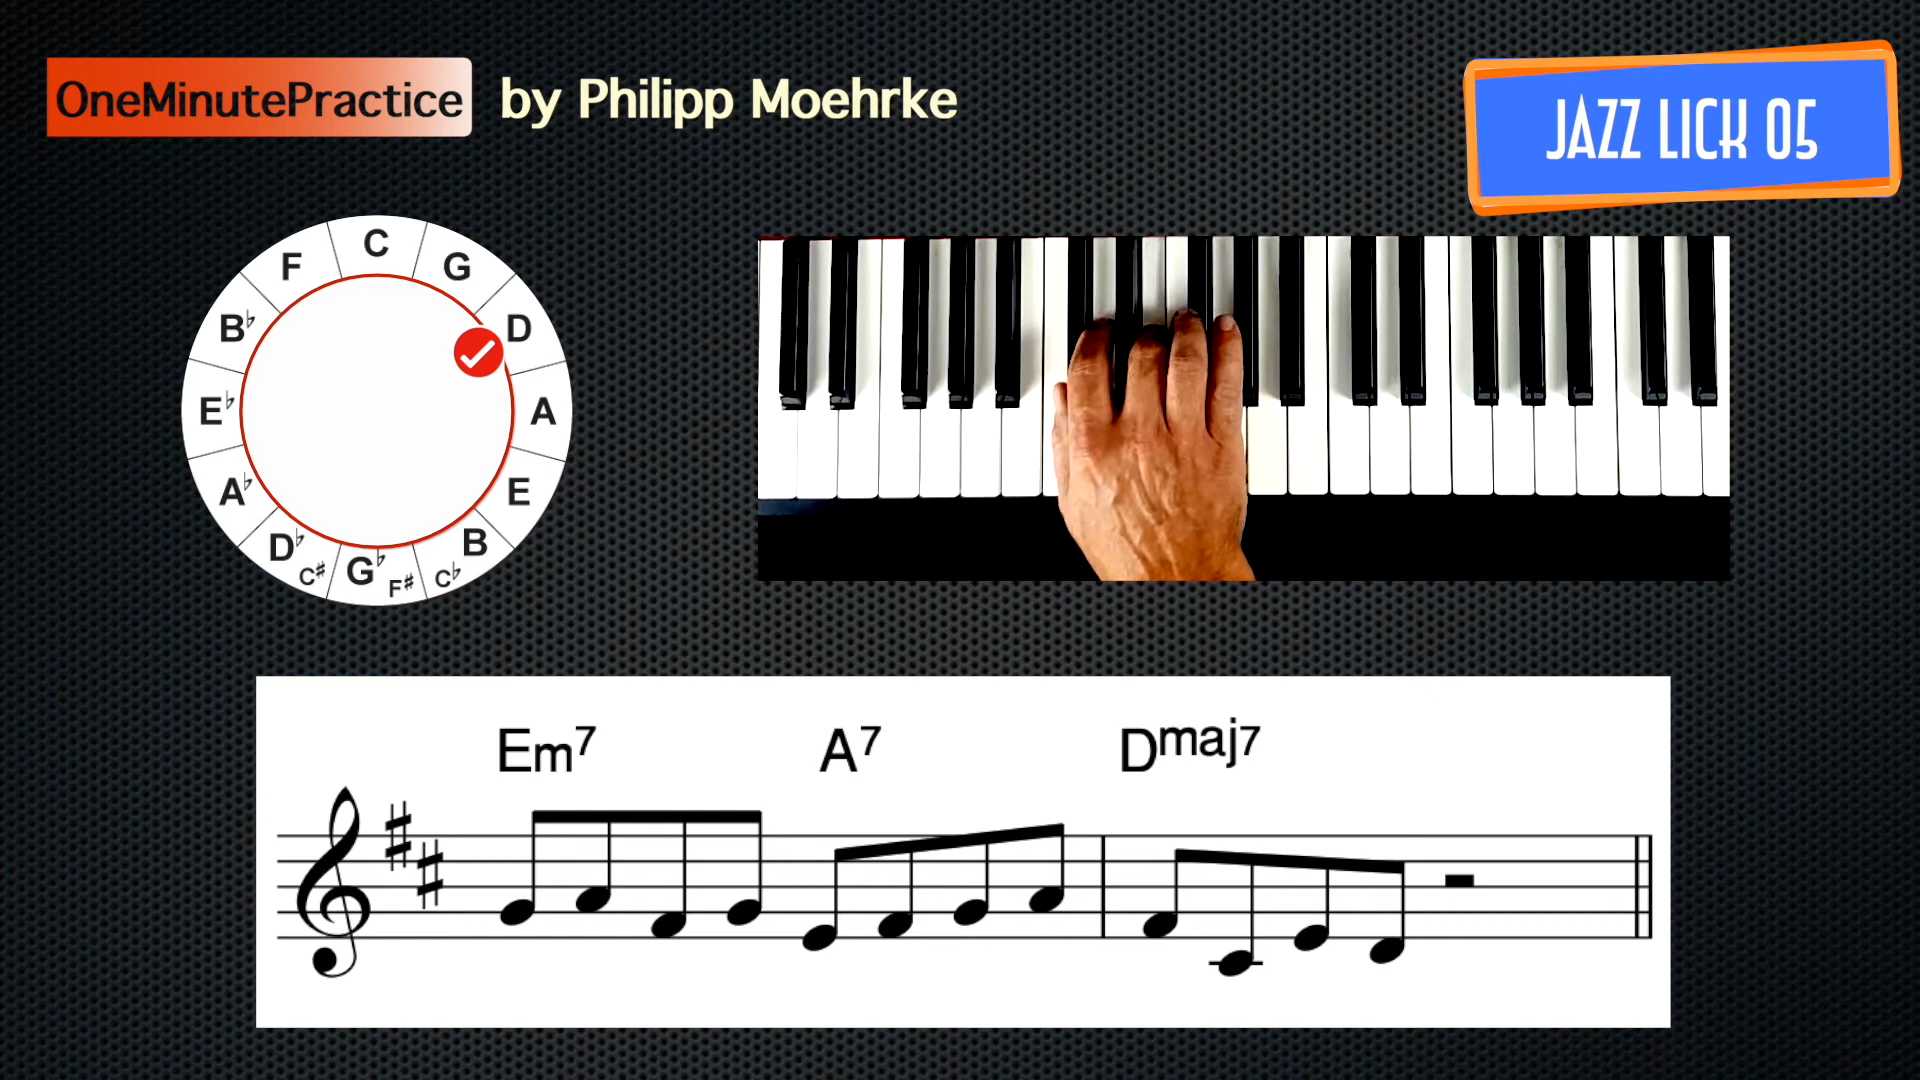 OneMinutePractice by Philipp Moehrke
JAZZ LICK 05
C
G
D
A
E
B
C♭
G♭
F♯
D♭
C♯
A♭
E♭
B♭
F
Em7 A7 Dmaj7